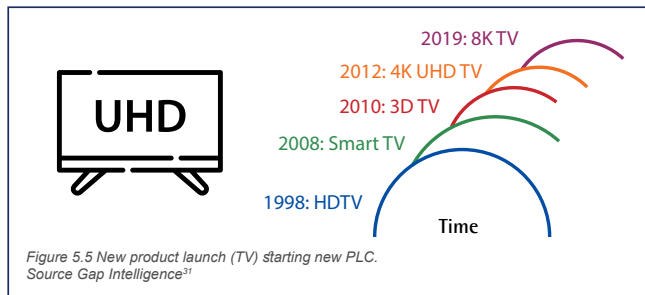 UHD
2019: 8K TV
2012: 4K UHD TV
2010: 3D TV
2008: Smart TV
1998: HDTV
Time
Figure 5.5 New product launch (TV) starting new PLC.
Source Gap Intelligence³¹